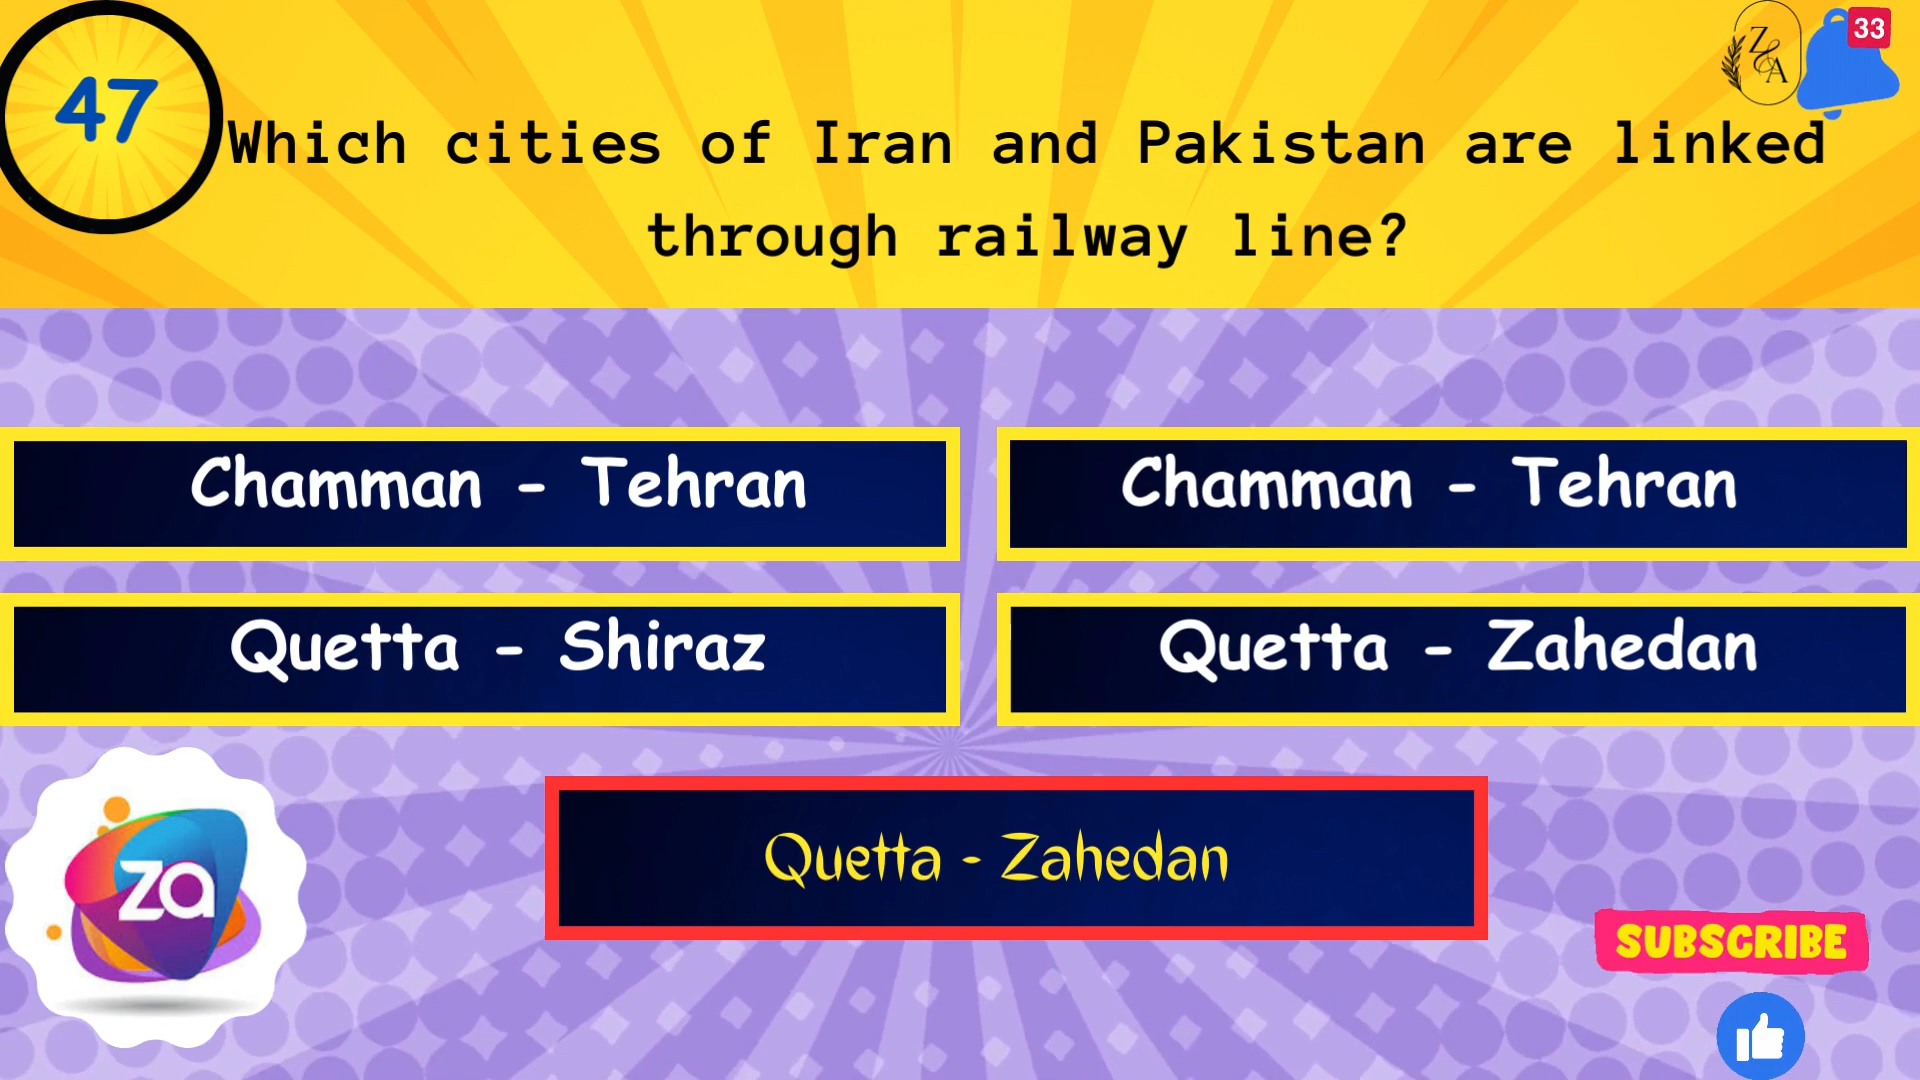 47
33
Z&A
Which cities of Iran and Pakistan are linked
through railway line?
Chamman - Tehran
Chamman - Tehran
Quetta - Shiraz
Quetta - Zahedan
Quetta - Zahedan
za
SUBSCRIBE